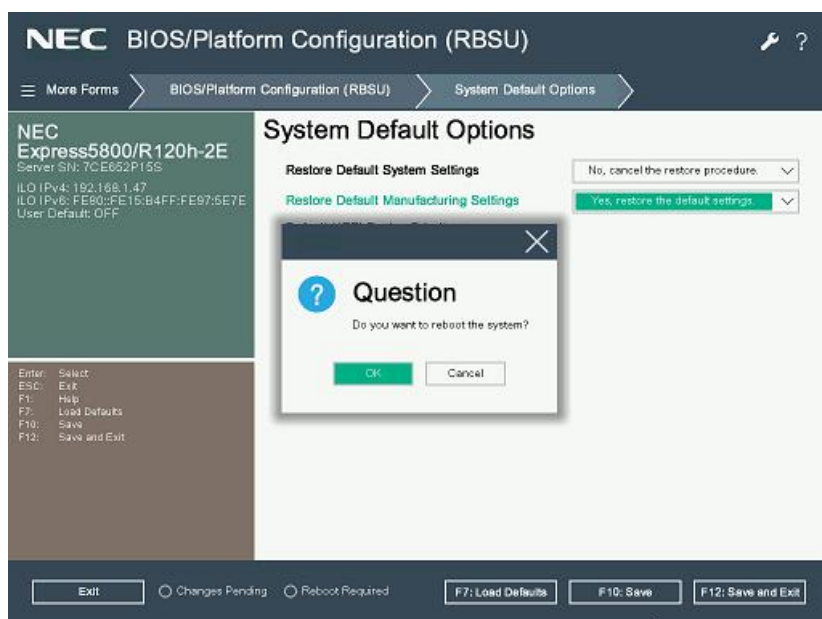 NEC BIOS/Platform Configuration (RBSU)
?
More Forms
BIOS/Platform Configuration (RBSU)
System Default Options
NEC
Express5800/R120h-2E
Server SN: 7CE652P15S
iLO IPv4: 192.168.1.47
iLO IPv6: FE80::FE15:B4FF:FE97:5E7E
User Default: OFF
Enter: Select
ESC: Exit
F1: Help
F7: Load Defaults
F10: Save
F12: Save and Exit
System Default Options
Restore Default System Settings
No, cancel the restore procedure.
Restore Default Manufacturing Settings
Yes, restore the default settings.
?
Question
Do you want to reboot the system?
OK
Cancel
Exit
Changes Pending
Reboot Required
F7: Load Defaults
F10: Save
F12: Save and Exit